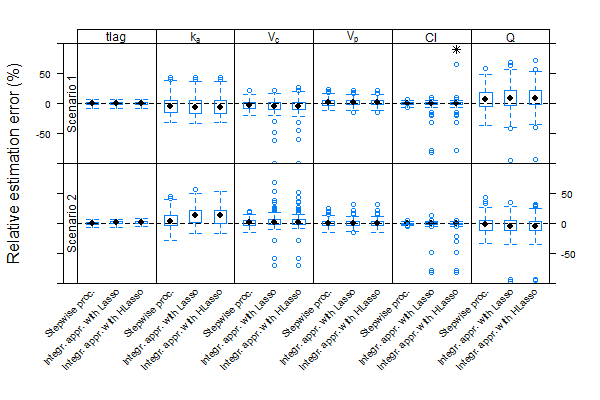 tlag ka Vc Vp Cl Q
Relative estimation error (%)
Scenario 1
50
0
-50
Scenario 2
50
0
-50
Stepwise proc.
Integr. appr. with Lasso
Integr. appr. with HLasso
Stepwise proc.
Integr. appr. with Lasso
Integr. appr. with HLasso
Stepwise proc.
Integr. appr. with Lasso
Integr. appr. with HLasso
Stepwise proc.
Integr. appr. with Lasso
Integr. appr. with HLasso
Stepwise proc.
Integr. appr. with Lasso
Integr. appr. with HLasso
Stepwise proc.
Integr. appr. with Lasso
Integr. appr. with HLasso